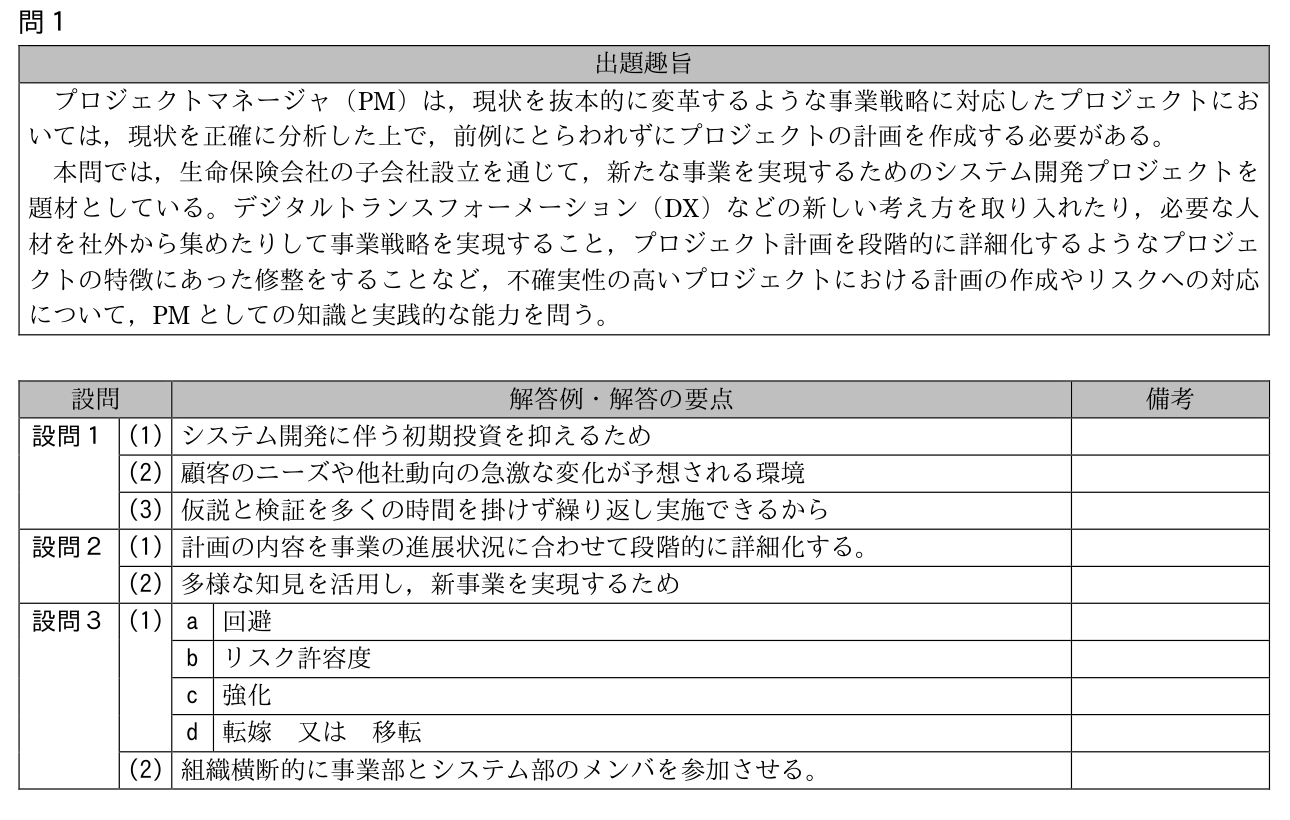 問1
出題趣旨
プロジェクトマネージャ（PM）は，現状を抜本的に変革するような事業戦略に対応したプロジェクトにお
いては，現状を正確に分析した上で，前例にとらわれずにプロジェクトの計画を作成する必要がある。
本問では，生命保険会社の子会社設立を通じて，新たな事業を実現するためのシステム開発プロジェクトを
題材としている。デジタルトランスフォーメーション（DX）などの新しい考え方を取り入れたり，必要な人
材を社外から集めたりして事業戦略を実現すること，プロジェクト計画を段階的に詳細化するようなプロジェ
クトの特徴にあった修整をすることなど，不確実性の高いプロジェクトにおける計画の作成やリスクへの対応
について，PM としての知識と実践的な能力を問う。
設問 解答例・解答の要点 備考
設問1 (1) システム開発に伴う初期投資を抑えるため
(2) 顧客のニーズや他社動向の急激な変化が予想される環境
(3) 仮説と検証を多くの時間を掛けず繰り返し実施できるから
設問2 (1) 計画の内容を事業の進展状況に合わせて段階的に詳細化する。
(2) 多様な知見を活用し，新事業を実現するため
設問3 (1) a 回避
b リスク許容度
c 強化
d 転嫁 又は 移転
(2) 組織横断的に事業部とシステム部のメンバを参加させる。